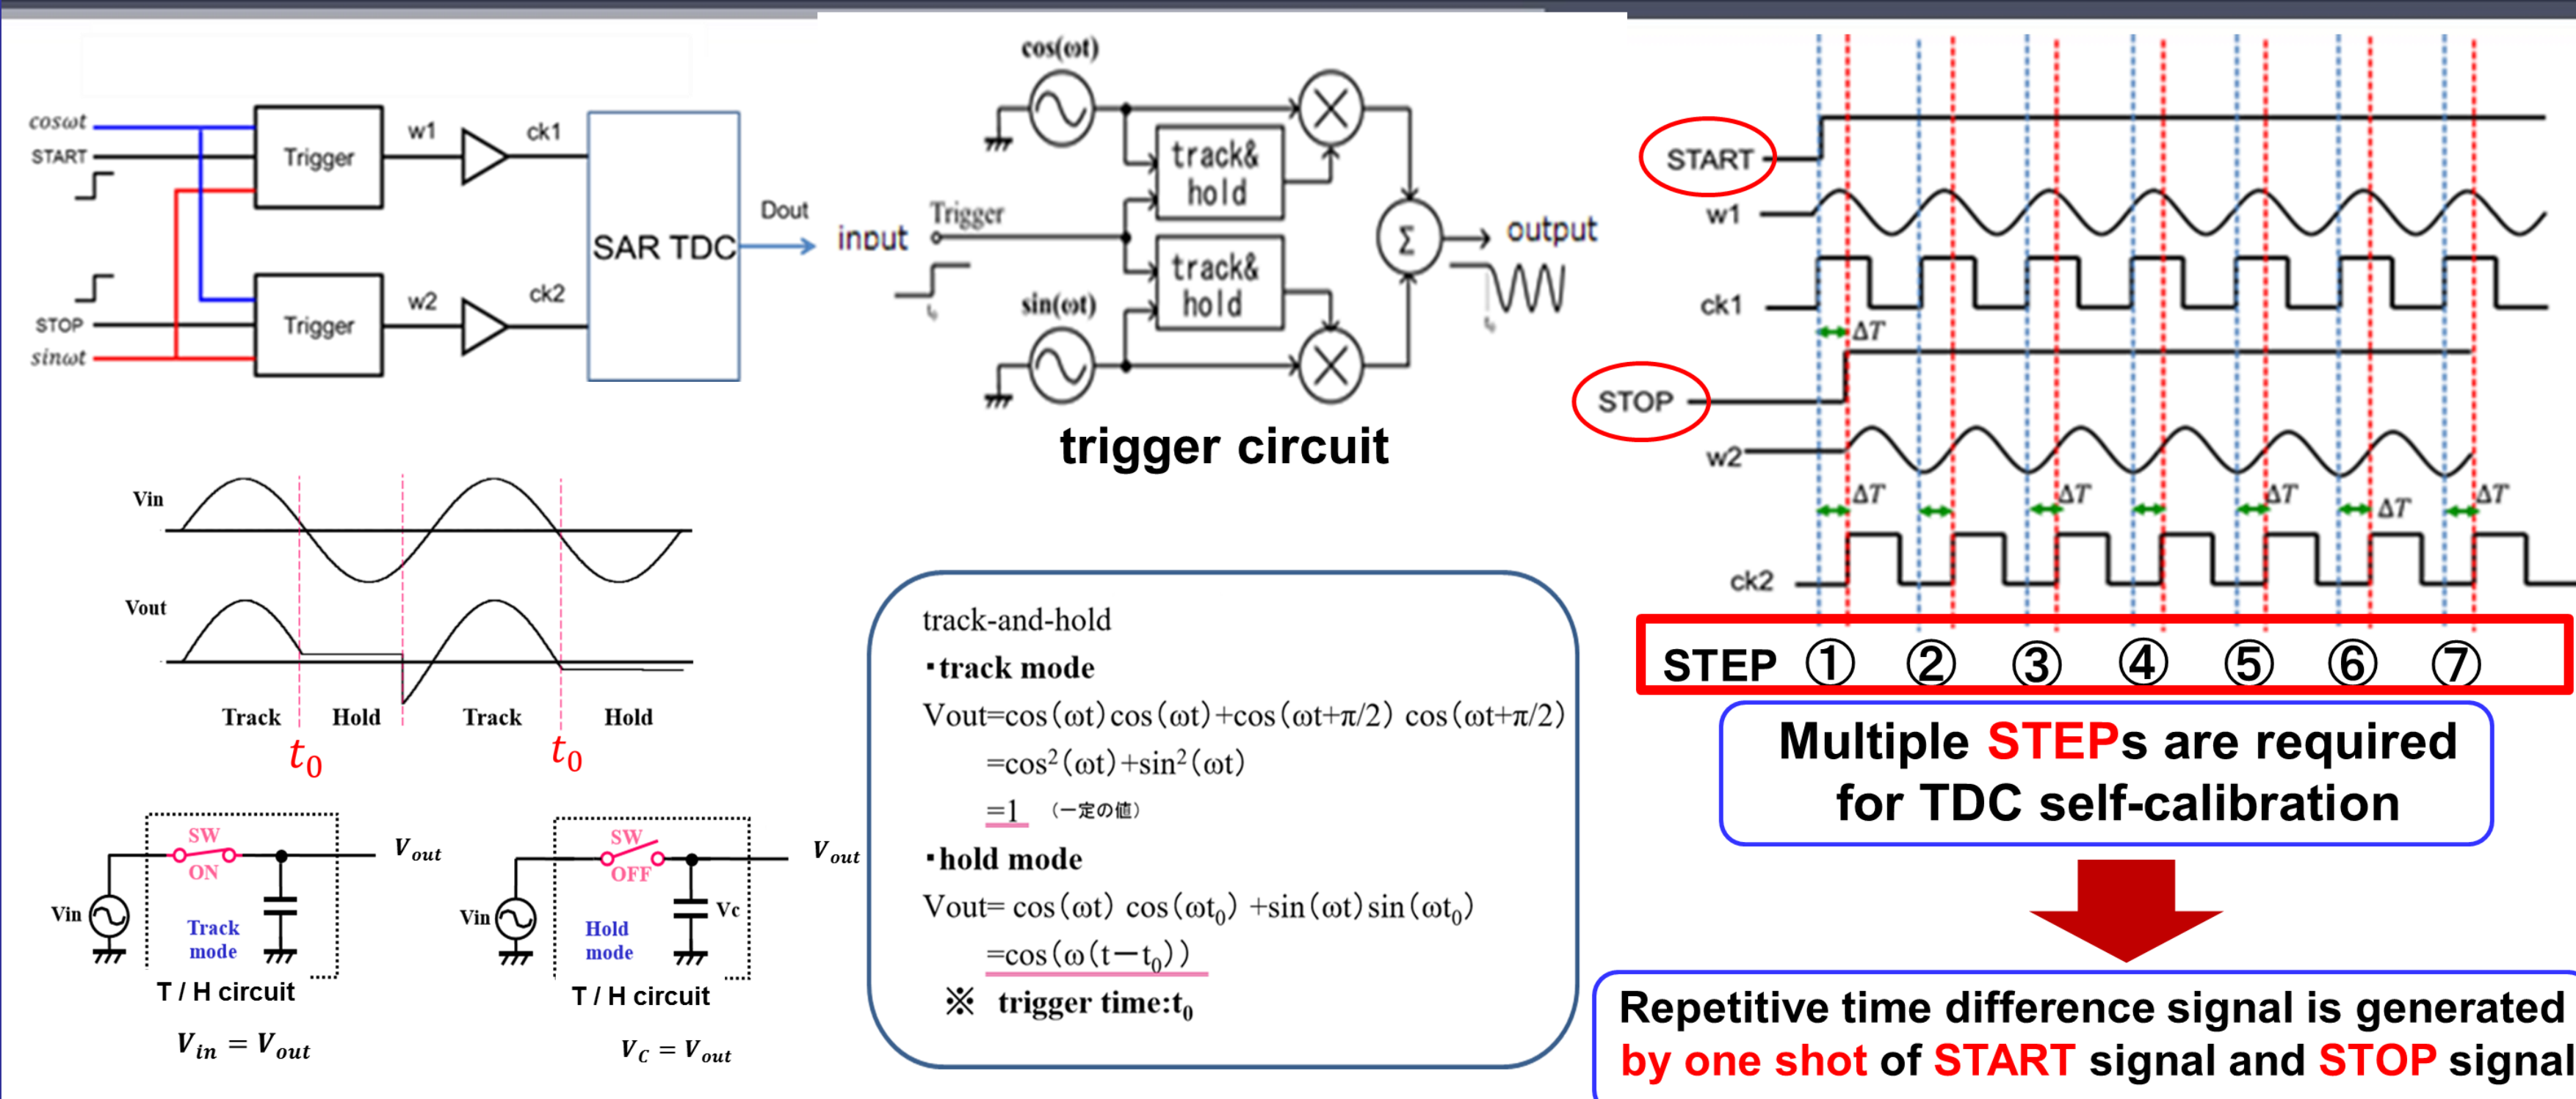 cosωt
START
Trigger
w1
ck1
Trigger
w2
ck2
STOP
sinωt
SAR TDC
Dout
cos(ωt)
track&
hold
Trigger
input
t₀
track&
hold
sin(ωt)
Σ
output
t₀
trigger circuit
START
w1
ck1
ΔT
STOP
w2
ΔT
ΔT
ΔT
ΔT
ΔT
ck2
STEP ① ② ③ ④ ⑤ ⑥ ⑦
Multiple STEPs are required
for TDC self-calibration
Repetitive time difference signal is generated
by one shot of START signal and STOP signal
Vin
Vout
Track Hold Track Hold
t₀ t₀
SW
ON
Vin
Track
mode
Vout
T / H circuit
Vin = Vout
SW
OFF
Vin
Hold
mode
Vc
Vout
T / H circuit
VC = Vout
track-and-hold
・track mode
Vout=cos(ωt)cos(ωt)+cos(ωt+π/2) cos(ωt+π/2)
=cos²(ωt)+sin²(ωt)
=1 （一定の値）
・hold mode
Vout= cos(ωt) cos(ωt₀) +sin(ωt)sin(ωt₀)
=cos(ω(t－t₀))
※ trigger time:t₀